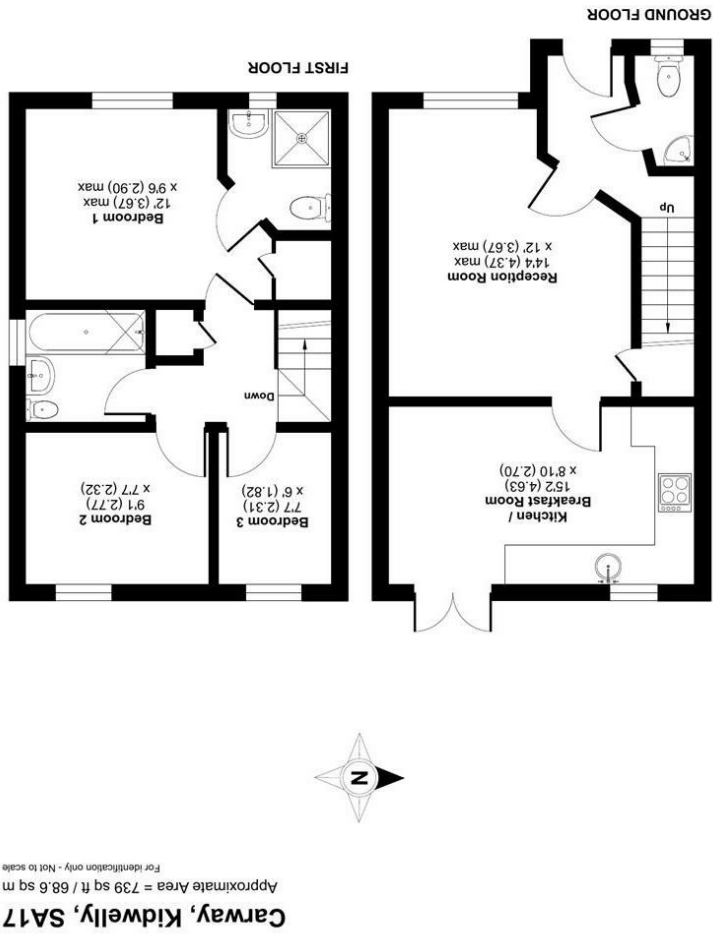 Carway, Kidwelly, SA17
Approximate Area = 739 sq ft / 68.6 sq m
For identification only - Not to scale
N
Kitchen /
Breakfast Room
15'2 (4.63)
x 8'10 (2.70)
Reception Room
14'4 (4.37) max
x 12' (3.67) max
Up
GROUND FLOOR
Bedroom 3
7'7 (2.31)
x 6' (1.82)
Bedroom 2
9'1 (2.77)
x 7'7 (2.32)
Down
Bedroom 1
12' (3.67) max
x 9'6 (2.90) max
FIRST FLOOR